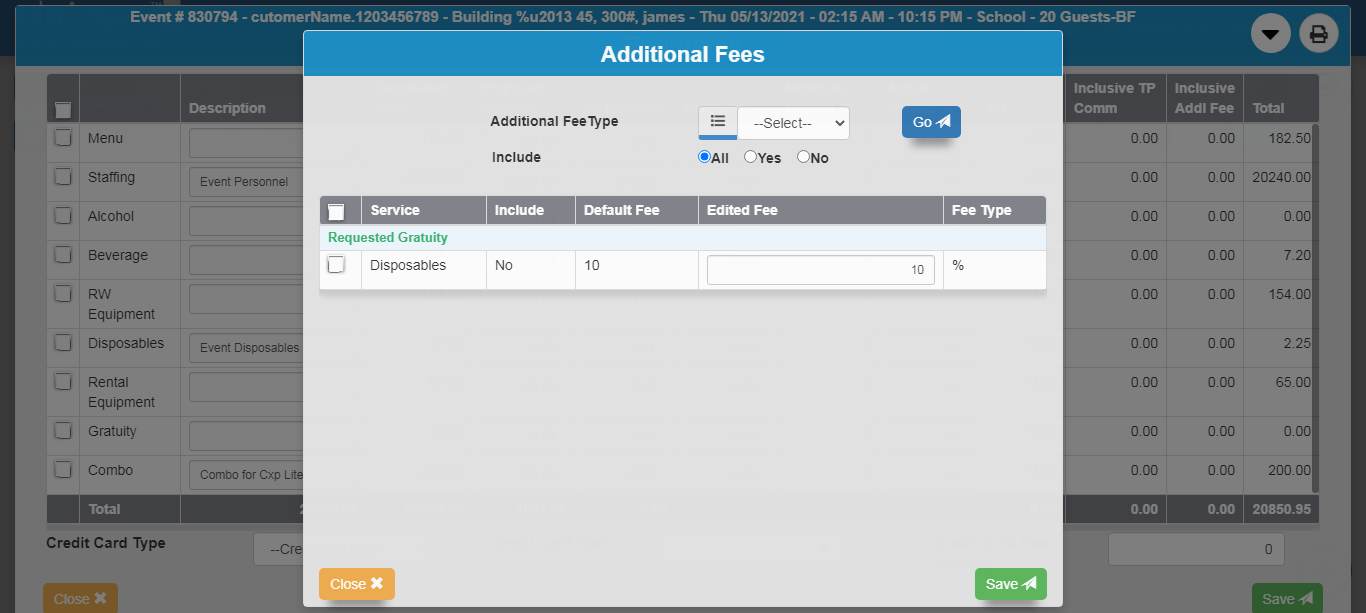 Event # 830794 - cutomerName.1203456789 - Building %u2013 45, 300#, james - Thu 05/13/2021 - 02:15 AM - 10:15 PM - School - 20 Guests-BF
Additional Fees
Additional FeeType --Select-- Go
Include All Yes No
Service Include Default Fee Edited Fee Fee Type
Requested Gratuity
Disposables No 10 10 %
Close Save
Description Inclusive TP Comm Inclusive Addl Fee Total
Menu 0.00 0.00 182.50
Staffing Event Personnel 0.00 0.00 20240.00
Alcohol 0.00 0.00 0.00
Beverage 0.00 0.00 7.20
RW Equipment 0.00 0.00 154.00
Disposables Event Disposables 0.00 0.00 2.25
Rental Equipment 0.00 0.00 65.00
Gratuity 0.00 0.00 0.00
Combo Combo for Cxp Lite 0.00 0.00 200.00
Total 0.00 0.00 20850.95
Credit Card Type --Cre 0
Close Save